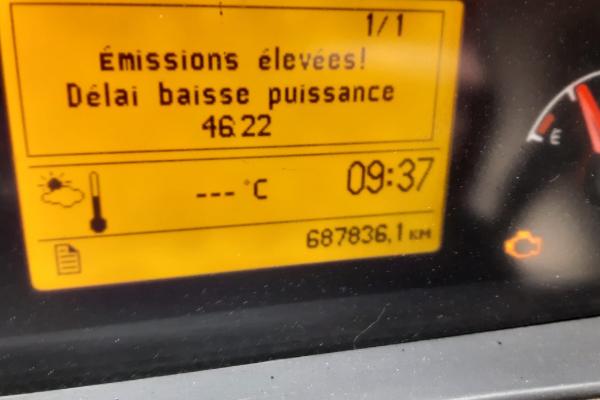 1/1
Émissions élevées!
Délai baisse puissance
46:22
---°C
09:37
687836,1 KM
E